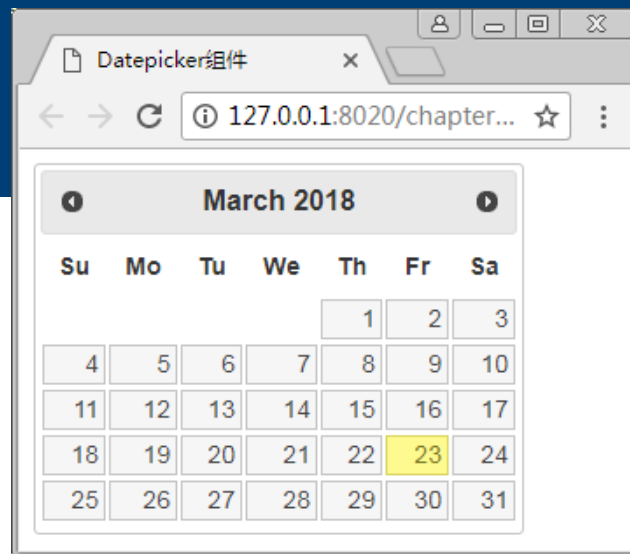 Datepicker组件
127.0.0.1:8020/chapter...
March 2018
Su Mo Tu We Th Fr Sa
1 2 3
4 5 6 7 8 9 10
11 12 13 14 15 16 17
18 19 20 21 22 23 24
25 26 27 28 29 30 31